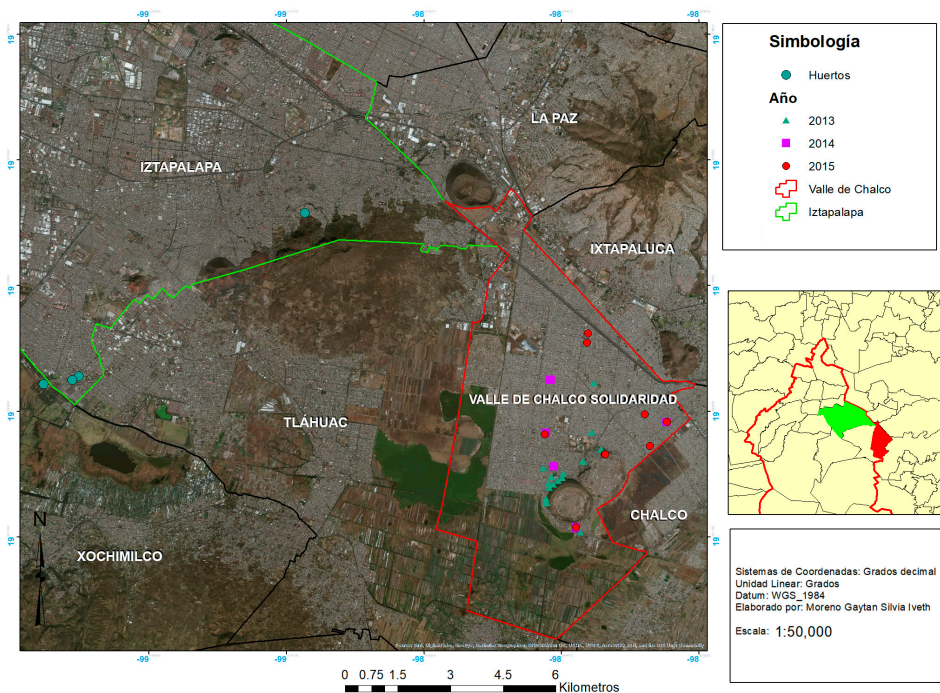 -99
-99
-98
-98
-98
19
19
19
19
19
19
19
19
19
19
IZTAPALAPA
LA PAZ
IXTAPALUCA
VALLE DE CHALCO SOLIDARIDAD
TLÁHUAC
CHALCO
XOCHIMILCO
N
-99
-99
-98
-98
-98
0 0.75 1.5 3 4.5 6
Kilometros
Simbología
Huertos
Año
2013
2014
2015
Valle de Chalco
Iztapalapa
Sistemas de Coordenadas: Grados decimal
Unidad Linear: Grados
Datum: WGS_1984
Elaborado por: Moreno Gaytan Silvia Iveth
Escala: 1:50,000